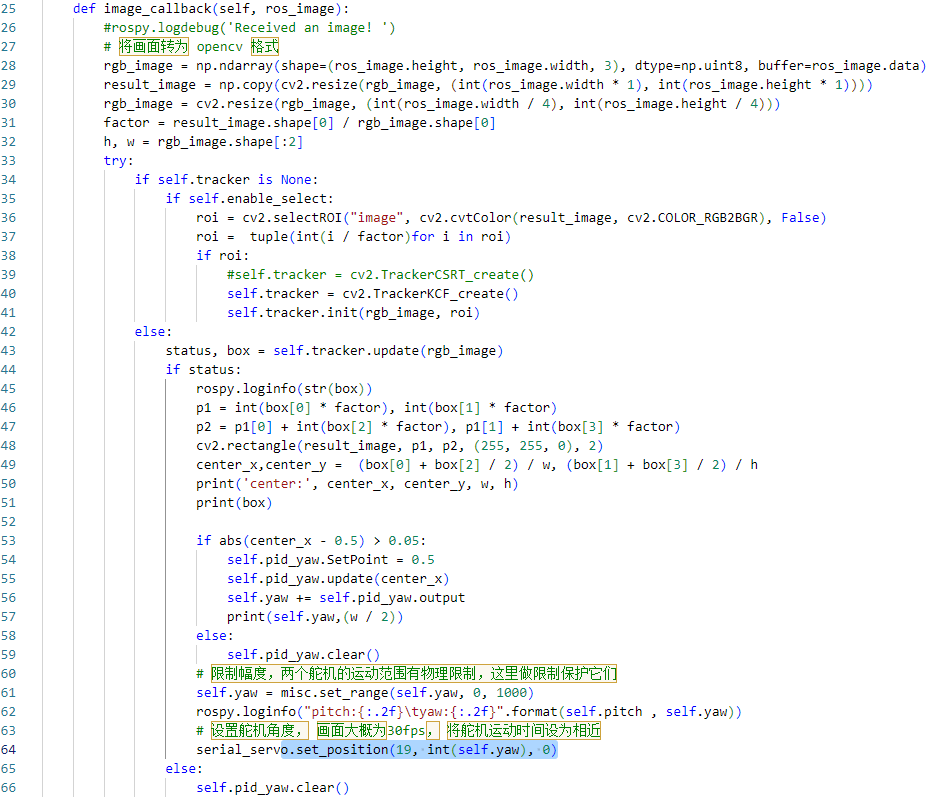 25 def image_callback(self, ros_image):
26 #rospy.logdebug('Received an image! ')
27 # 将画面转为 opencv 格式
28 rgb_image = np.ndarray(shape=(ros_image.height, ros_image.width, 3), dtype=np.uint8, buffer=ros_image.data)
29 result_image = np.copy(cv2.resize(rgb_image, (int(ros_image.width * 1), int(ros_image.height * 1))))
30 rgb_image = cv2.resize(rgb_image, (int(ros_image.width / 4), int(ros_image.height / 4)))
31 factor = result_image.shape[0] / rgb_image.shape[0]
32 h, w = rgb_image.shape[:2]
33 try:
34 if self.tracker is None:
35 if self.enable_select:
36 roi = cv2.selectROI("image", cv2.cvtColor(result_image, cv2.COLOR_RGB2BGR), False)
37 roi =  tuple(int(i / factor)for i in roi)
38 if roi:
39 #self.tracker = cv2.TrackerCSRT_create()
40 self.tracker = cv2.TrackerKCF_create()
41 self.tracker.init(rgb_image, roi)
42 else:
43 status, box = self.tracker.update(rgb_image)
44 if status:
45 rospy.loginfo(str(box))
46 p1 = int(box[0] * factor), int(box[1] * factor)
47 p2 = p1[0] + int(box[2] * factor), p1[1] + int(box[3] * factor)
48 cv2.rectangle(result_image, p1, p2, (255, 255, 0), 2)
49 center_x,center_y =  (box[0] + box[2] / 2) / w, (box[1] + box[3] / 2) / h
50 print('center:', center_x, center_y, w, h)
51 print(box)
52
53 if abs(center_x - 0.5) > 0.05:
54 self.pid_yaw.SetPoint = 0.5
55 self.pid_yaw.update(center_x)
56 self.yaw += self.pid_yaw.output
57 print(self.yaw,(w / 2))
58 else:
59 self.pid_yaw.clear()
60 # 限制幅度，两个舵机的运动范围有物理限制，这里做限制保护它们
61 self.yaw = misc.set_range(self.yaw, 0, 1000)
62 rospy.loginfo("pitch:{:.2f}\tyaw:{:.2f}".format(self.pitch , self.yaw))
63 # 设置舵机角度， 画面大概为30fps， 将舵机运动时间设为相近
64 serial_servo.set_position(19, int(self.yaw), 0)
65 else:
66 self.pid_yaw.clear()